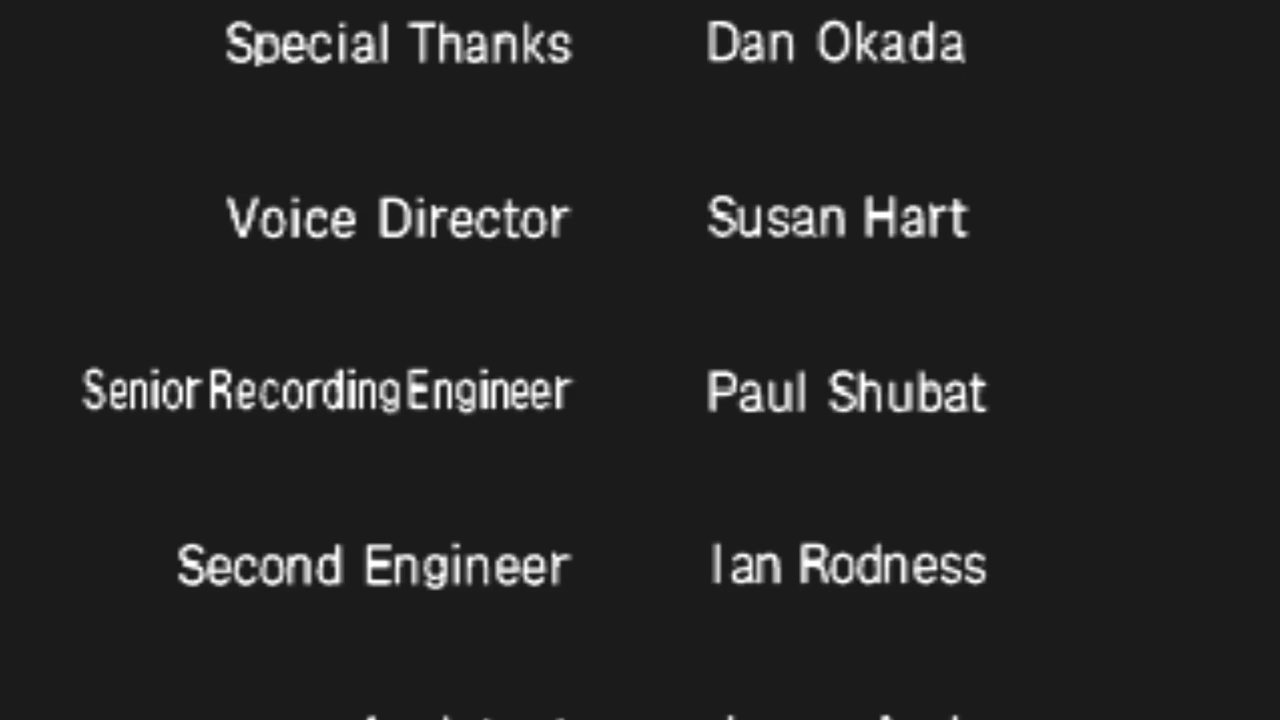 Special Thanks Dan Okada
Voice Director Susan Hart
Senior Recording Engineer Paul Shubat
Second Engineer Ian Rodness